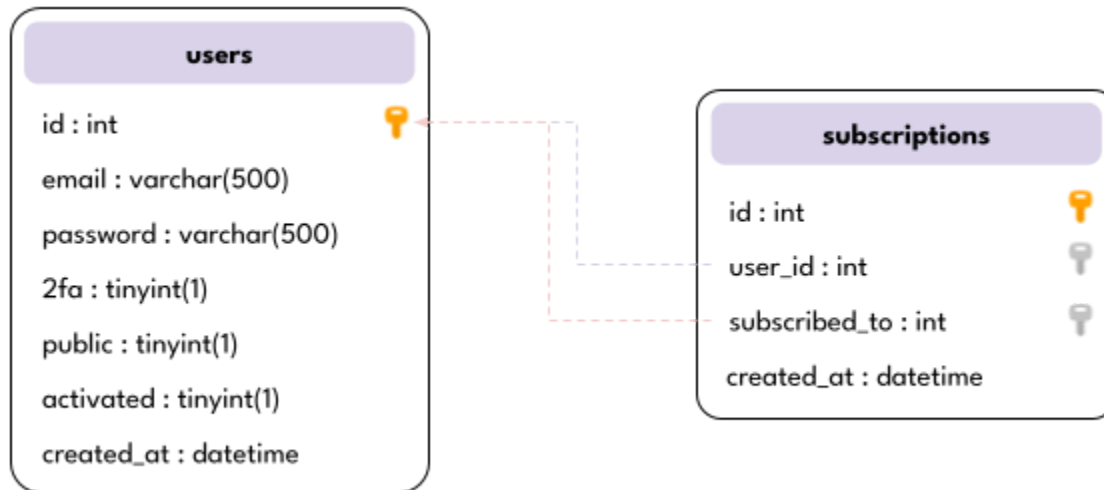 users
id : int
email : varchar(500)
password : varchar(500)
2fa : tinyint(1)
public : tinyint(1)
activated : tinyint(1)
created_at : datetime
subscriptions
id : int
user_id : int
subscribed_to : int
created_at : datetime